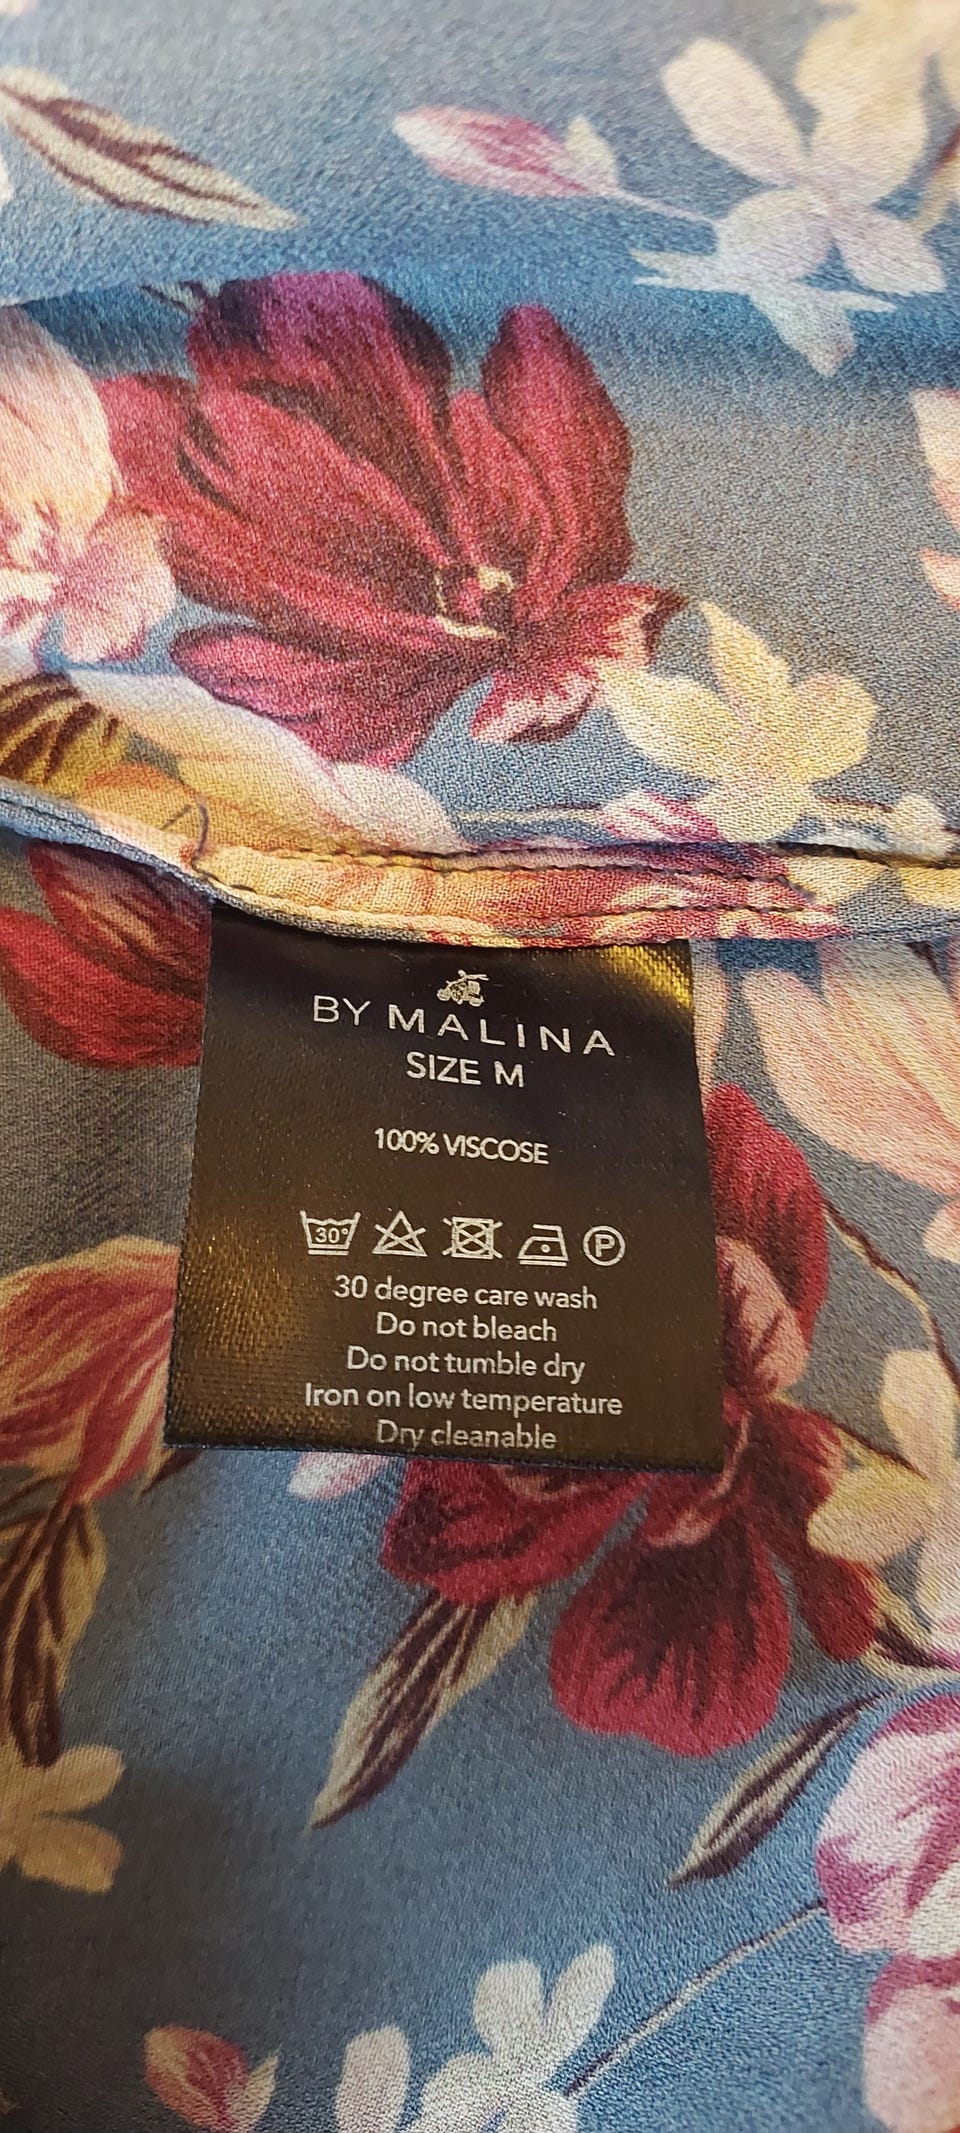 BY MALINA
SIZE M
100% VISCOSE
30° P
30 degree care wash
Do not bleach
Do not tumble dry
Iron on low temperature
Dry cleanable